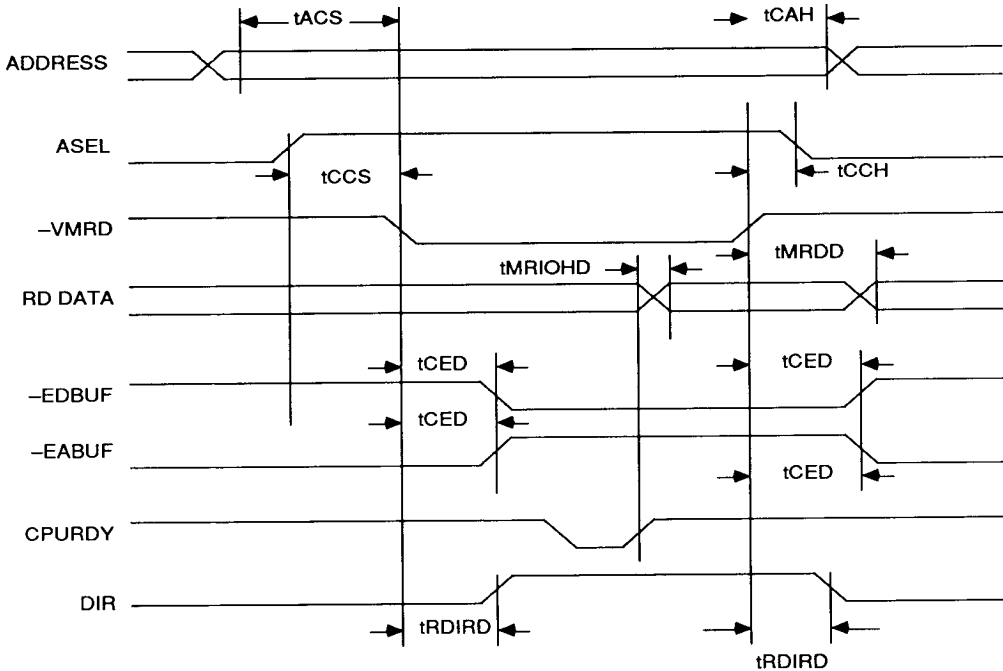 tACS
tCAH
ADDRESS
ASEL
tCCS
tCCH
–VMRD
tMRIOHD
tMRDD
RD DATA
tCED
tCED
–EDBUF
tCED
–EABUF
tCED
CPURDY
DIR
tRDIRD
tRDIRD